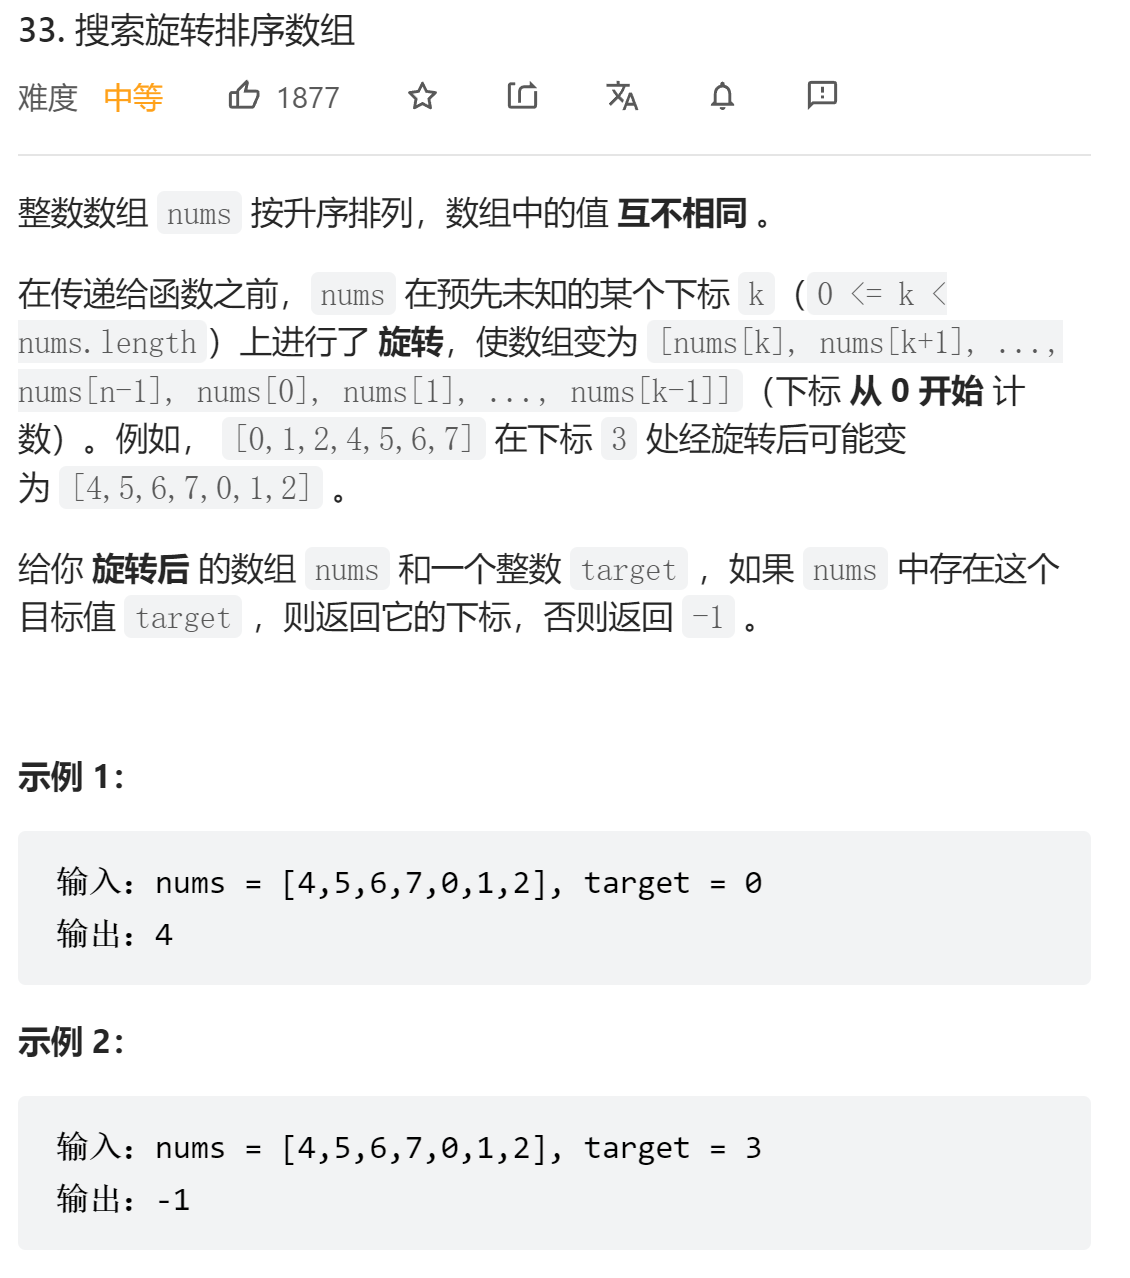 33. 搜索旋转排序数组
难度 中等 1877
整数数组 nums 按升序排列，数组中的值 互不相同 。
在传递给函数之前，nums 在预先未知的某个下标 k（0 <= k <
nums.length）上进行了 旋转，使数组变为 [nums[k], nums[k+1], ...,
nums[n-1], nums[0], nums[1], ..., nums[k-1]]（下标 从 0 开始 计
数）。例如， [0,1,2,4,5,6,7] 在下标 3 处经旋转后可能变
为 [4,5,6,7,0,1,2] 。
给你 旋转后 的数组 nums 和一个整数 target ，如果 nums 中存在这个
目标值 target ，则返回它的下标，否则返回 -1 。
示例 1：
输入：nums = [4,5,6,7,0,1,2], target = 0
输出：4
示例 2：
输入：nums = [4,5,6,7,0,1,2], target = 3
输出：-1